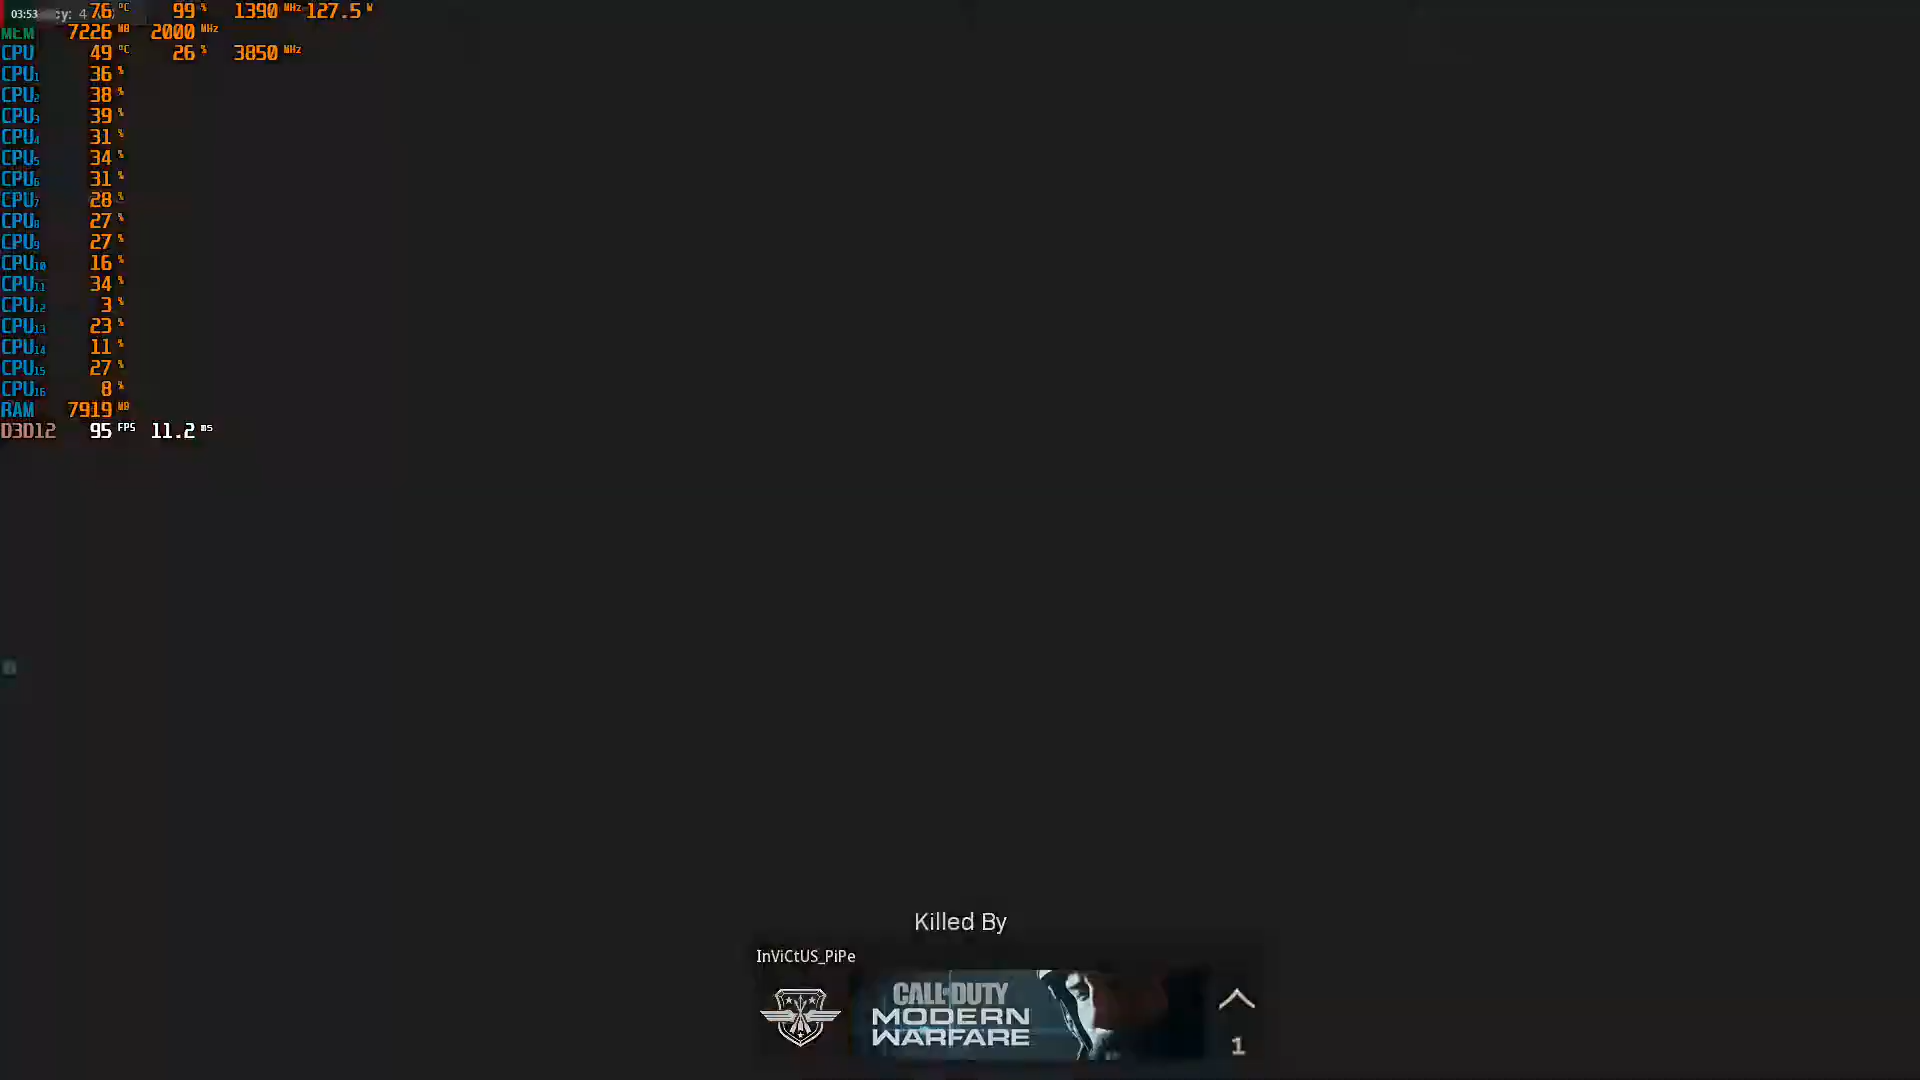 03:53 cy: 4 76 °C 99 % 1390 MHz 127.5 W
MEM 7226 MB 2000 MHz
CPU 49 °C 26 % 3850 MHz
CPU1 36 %
CPU2 38 %
CPU3 39 %
CPU4 31 %
CPU5 34 %
CPU6 31 %
CPU7 28 %
CPU8 27 %
CPU9 27 %
CPU10 16 %
CPU11 34 %
CPU12 3 %
CPU13 23 %
CPU14 11 %
CPU15 27 %
CPU16 8 %
RAM 7919 MB
D3D12 95 FPS 11.2 ms
Killed By
InViCtUS_PiPe
CALL OF DUTY
MODERN
WARFARE
1